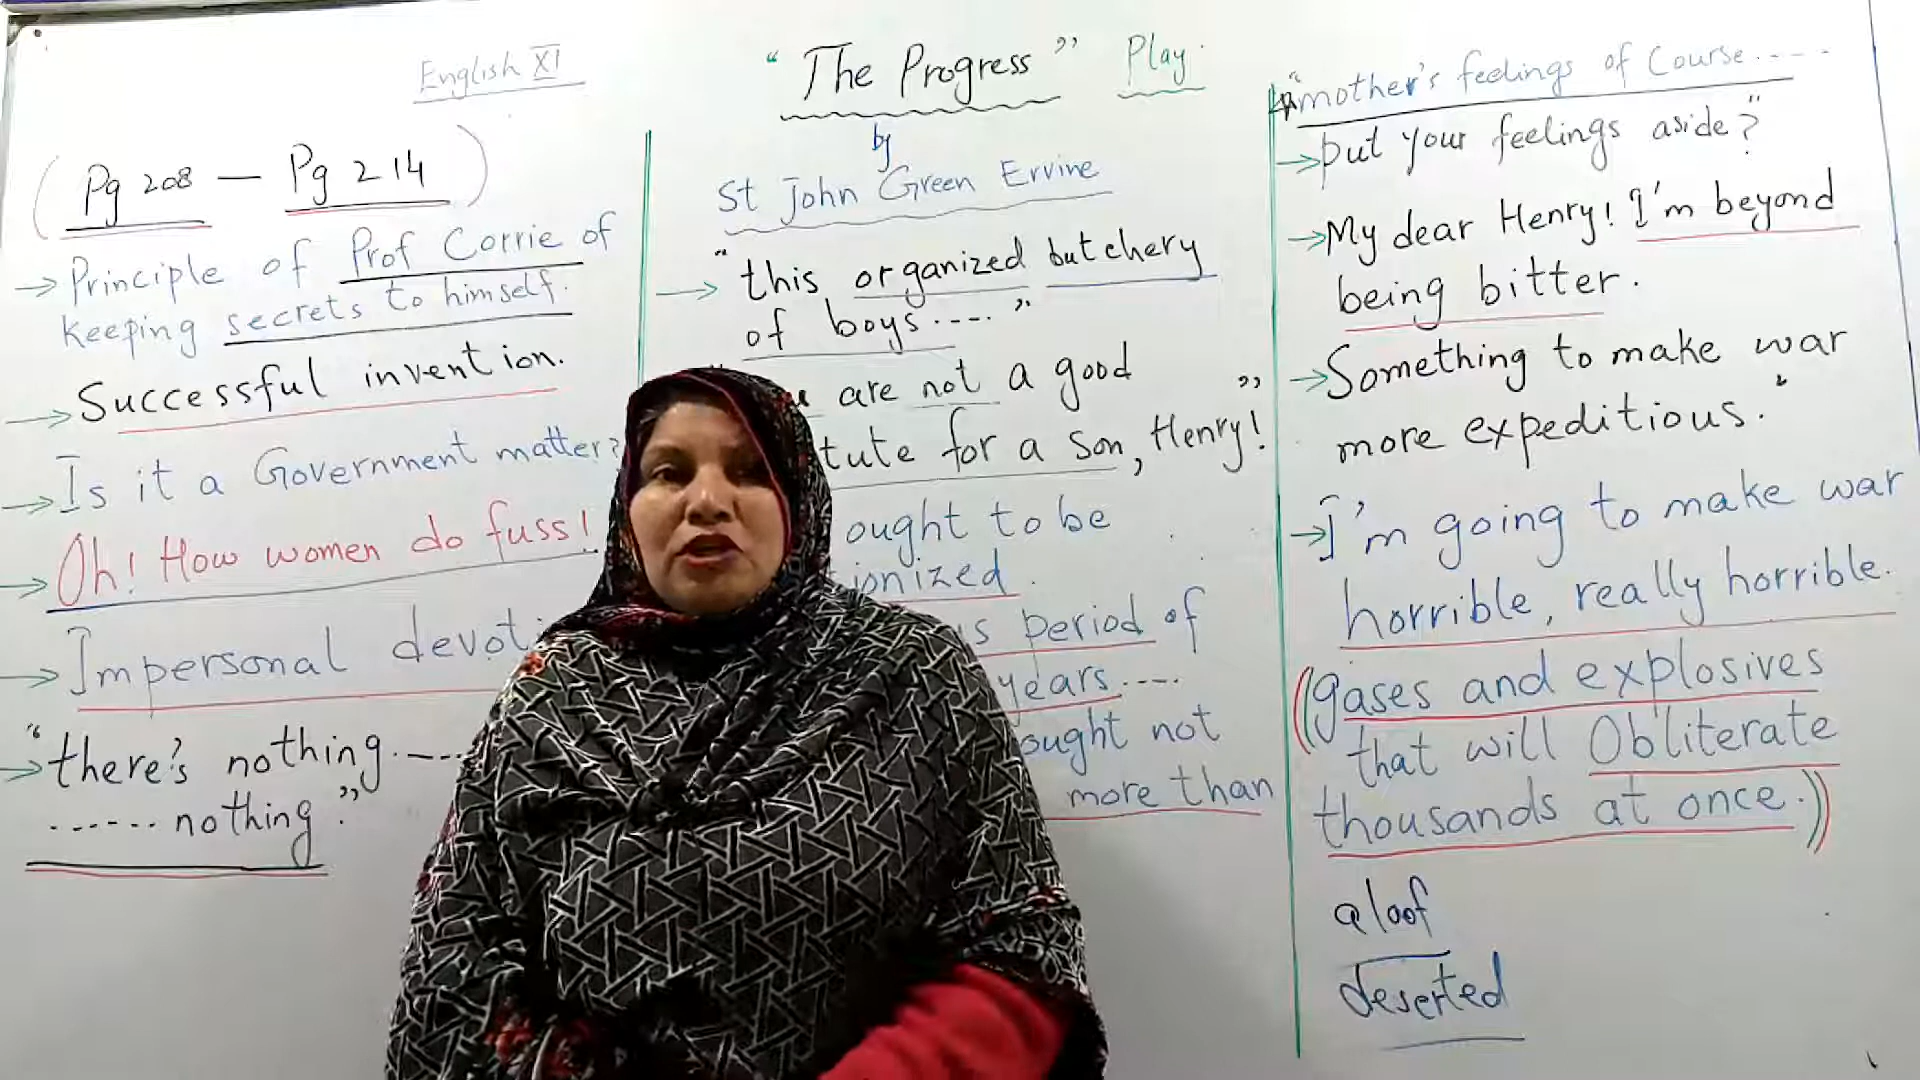 English XI
(Pg 208 — Pg 214)
→ Principle of Prof Corrie of
keeping secrets to himself.
→ Successful invention.
→ Is it a Government matter?
→ Oh! How women do fuss!
→ Impersonal
"
→ there's nothing.----
------ nothing."
"The Progress" Play
by
St John Green Ervine
→ "this organized butchery
of boys....."
are not a good
for a son, Henry!"
ought to be
period of
years....
ought not
more than
"A mother's feelings of Course.....
→ put your feelings aside?"
→ My dear Henry! I'm beyond
being bitter.
→ Something to make war
more expeditious."
→ I'm going to make war
horrible, really horrible.
((gases and explosives
that will Obliterate
thousands at once.))
aloof
deserted